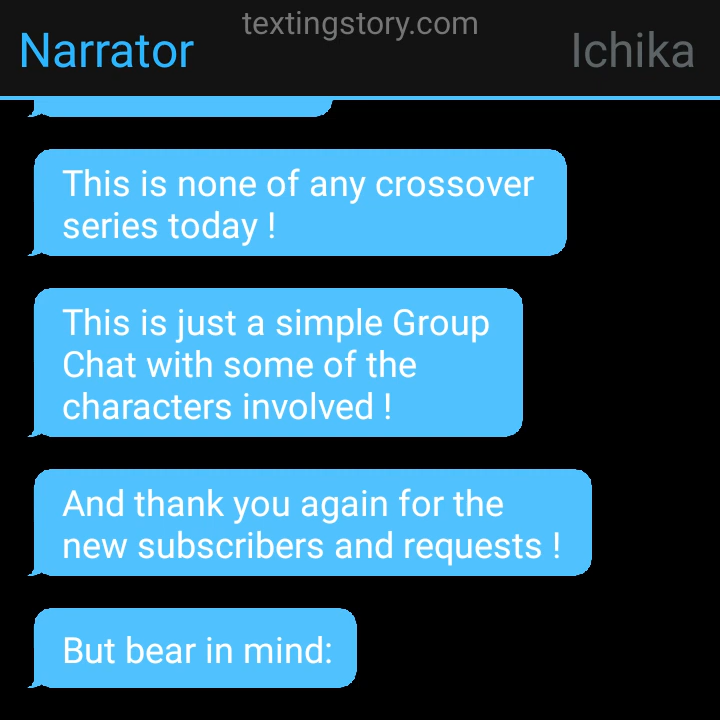 textingstory.com
Narrator
Ichika
This is none of any crossover
series today !
This is just a simple Group
Chat with some of the
characters involved !
And thank you again for the
new subscribers and requests !
But bear in mind: